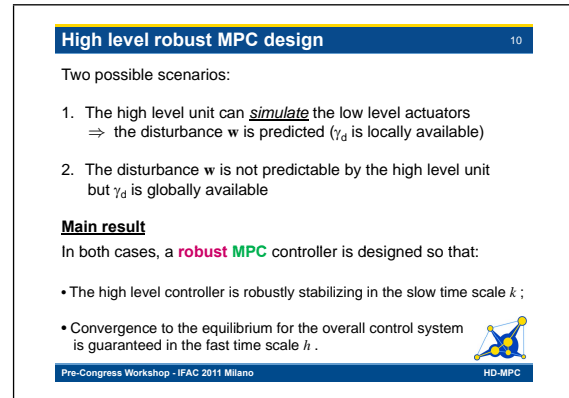 High level robust MPC design
10
Two possible scenarios:
1. The high level unit can simulate the low level actuators
⇒ the disturbance w is predicted (γd is locally available)
2. The disturbance w is not predictable by the high level unit
but γd is globally available
Main result
In both cases, a robust MPC controller is designed so that:
• The high level controller is robustly stabilizing in the slow time scale k ;
• Convergence to the equilibrium for the overall control system
is guaranteed in the fast time scale h .
Pre-Congress Workshop - IFAC 2011 Milano
HD-MPC